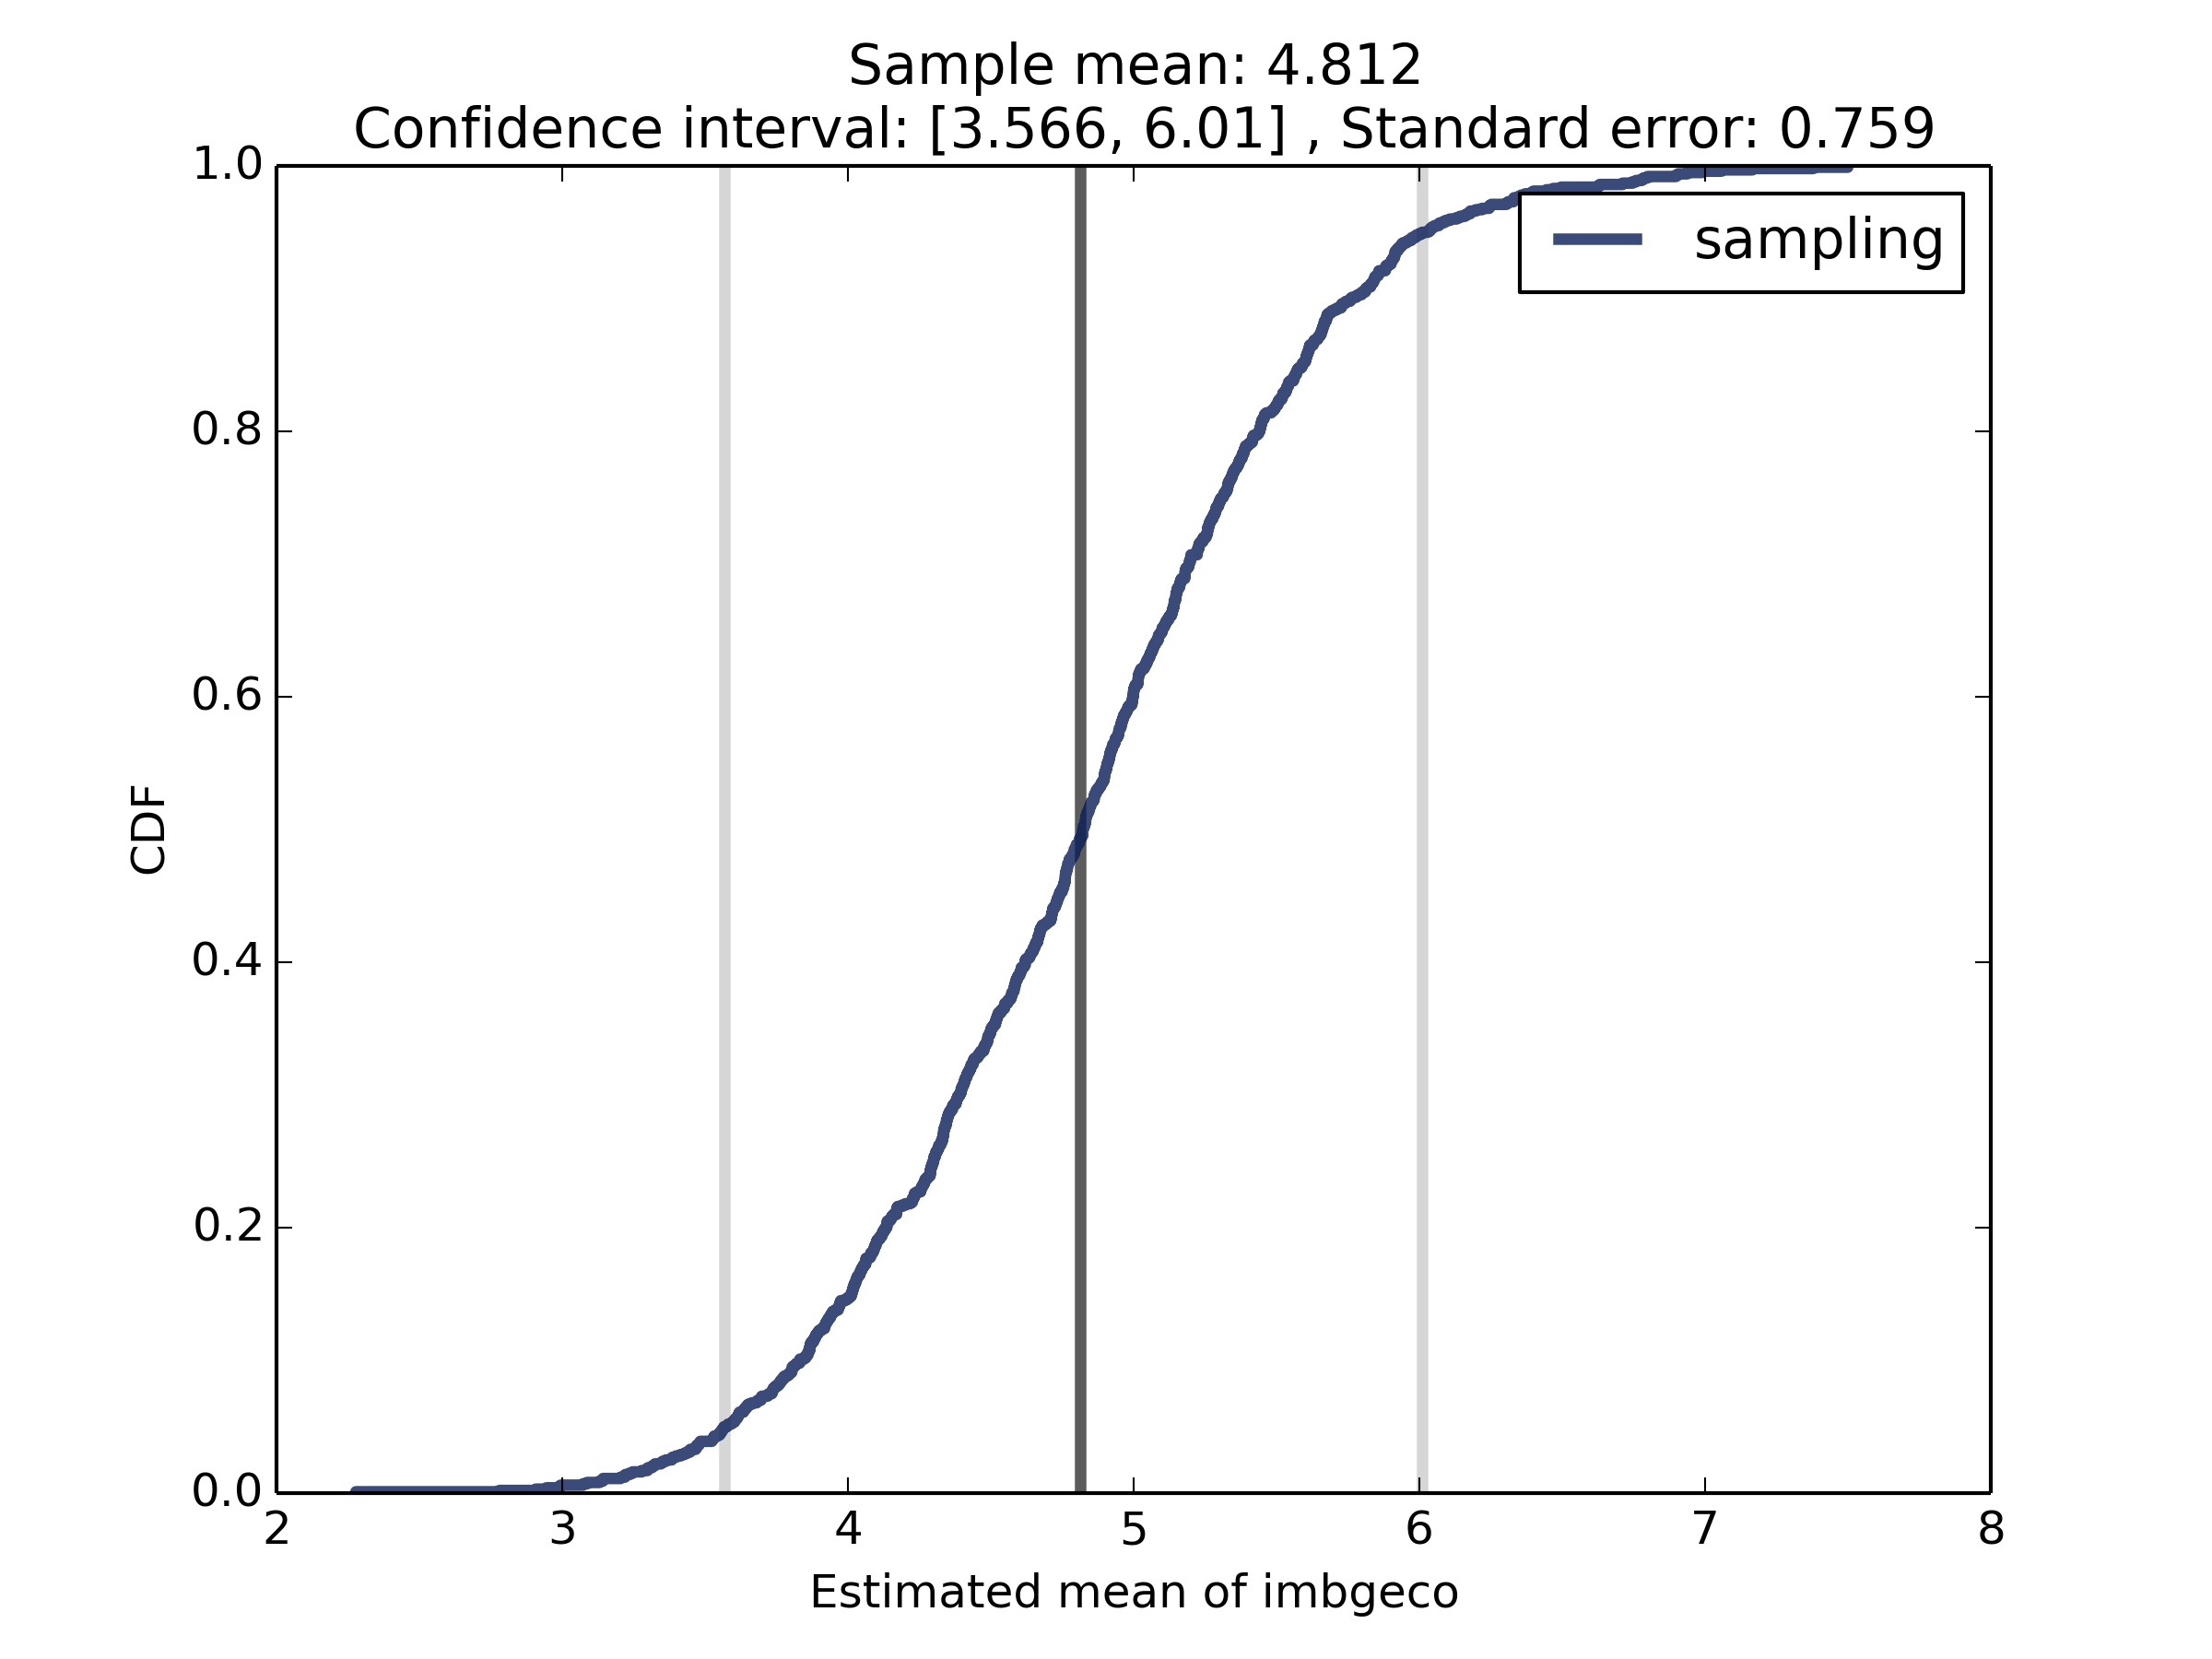 Sample mean: 4.812
Confidence interval: [3.566, 6.01] , Standard error: 0.759
1.0
sampling
0.8
0.6
CDF
0.4
0.2
0.0
2 3 4 5 6 7 8
Estimated mean of imbgeco